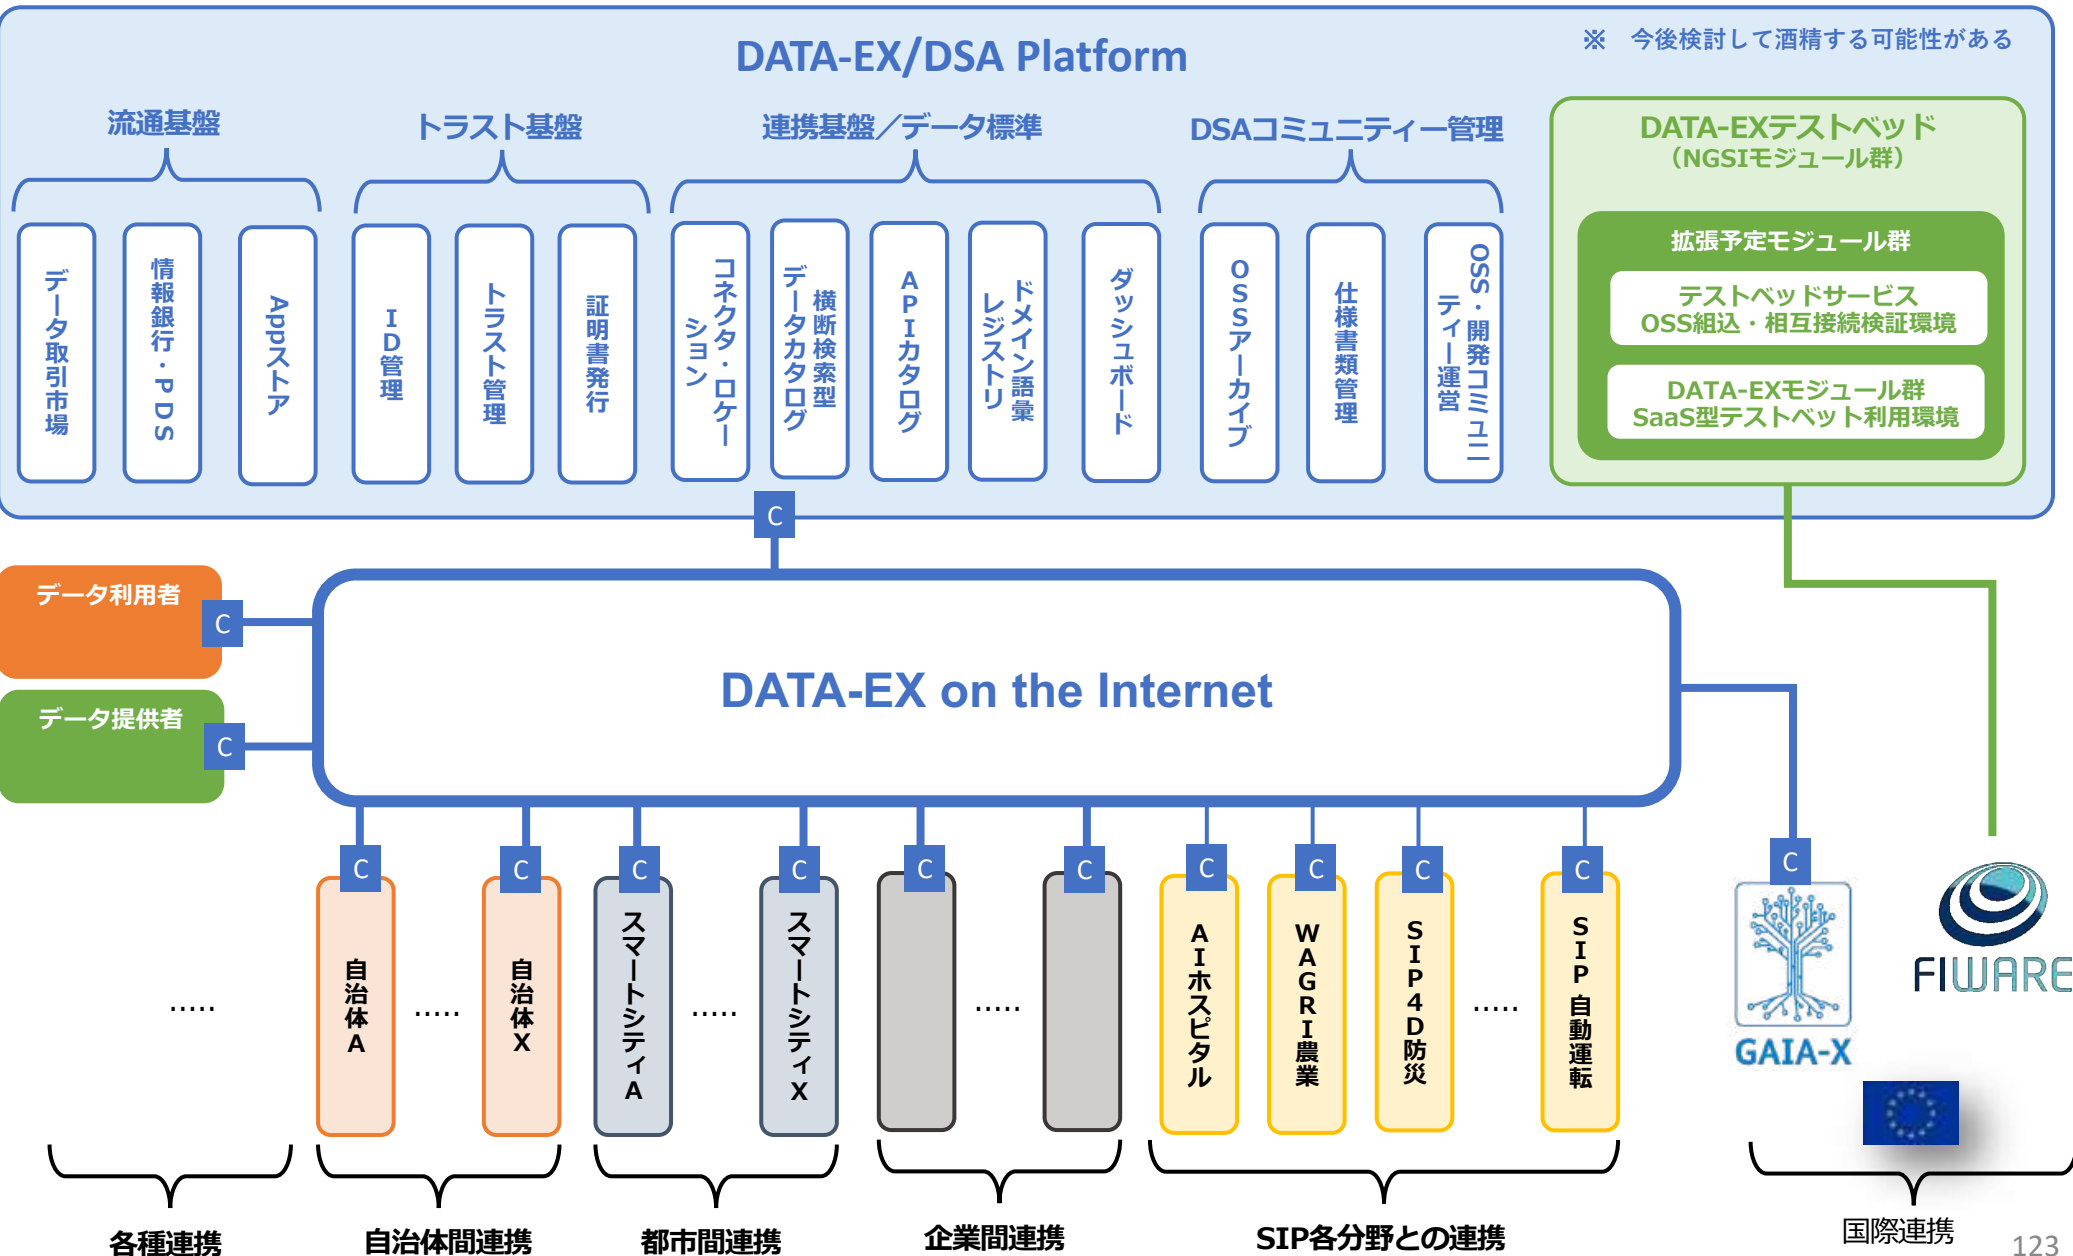 DATA-EX/DSA Platform
※ 今後検討して酒精する可能性がある
流通基盤
トラスト基盤
連携基盤／データ標準
DSAコミュニティー管理
DATA-EXテストベッド
（NGSIモジュール群）
データ取引市場
情報銀行・PDS
Appストア
ID管理
トラスト管理
証明書発行
コネクタ・ロケー
ション
横断検索型
データカタログ
APIカタログ
ドメイン語彙
レジストリ
ダッシュボード
OSSアーカイブ
仕様書類管理
OSS・開発コミュニ
ティー運営
拡張予定モジュール群
テストベッドサービス
OSS組込・相互接続検証環境
DATA-EXモジュール群
SaaS型テストベット利用環境
C
データ利用者
C
データ提供者
C
DATA-EX on the Internet
C
C
C
C
C
C
C
C
C
C
C
.....
自治体A
.....
自治体X
スマートシティA
.....
スマートシティX
.....
AIホスピタル
WAGRI農業
SIP4D防災
.....
SIP自動運転
GAIA-X
FIWARE
各種連携
自治体間連携
都市間連携
企業間連携
SIP各分野との連携
国際連携
123